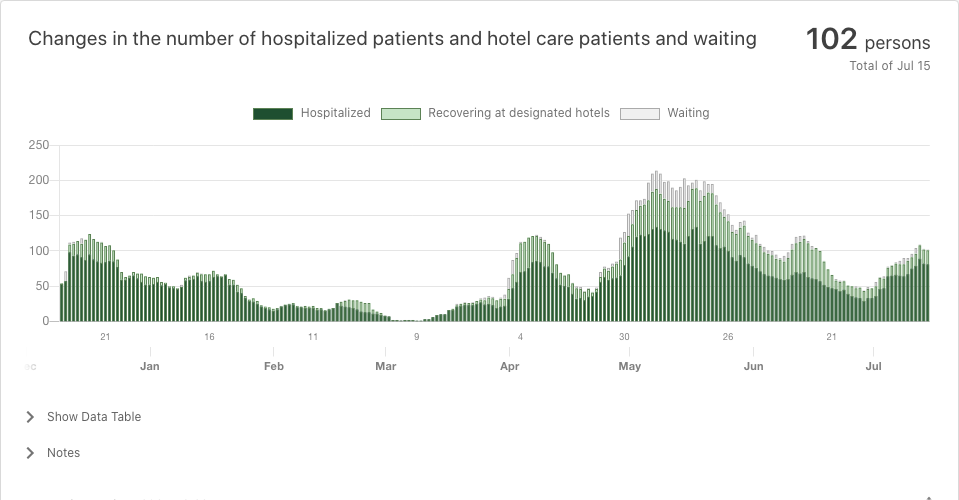 Changes in the number of hospitalized patients and hotel care patients and waiting
102 persons
Total of Jul 15
Hospitalized Recovering at designated hotels Waiting
250
200
150
100
50
0
21 16 11 9 4 30 26 21
Jan Feb Mar Apr May Jun Jul
Show Data Table
Notes